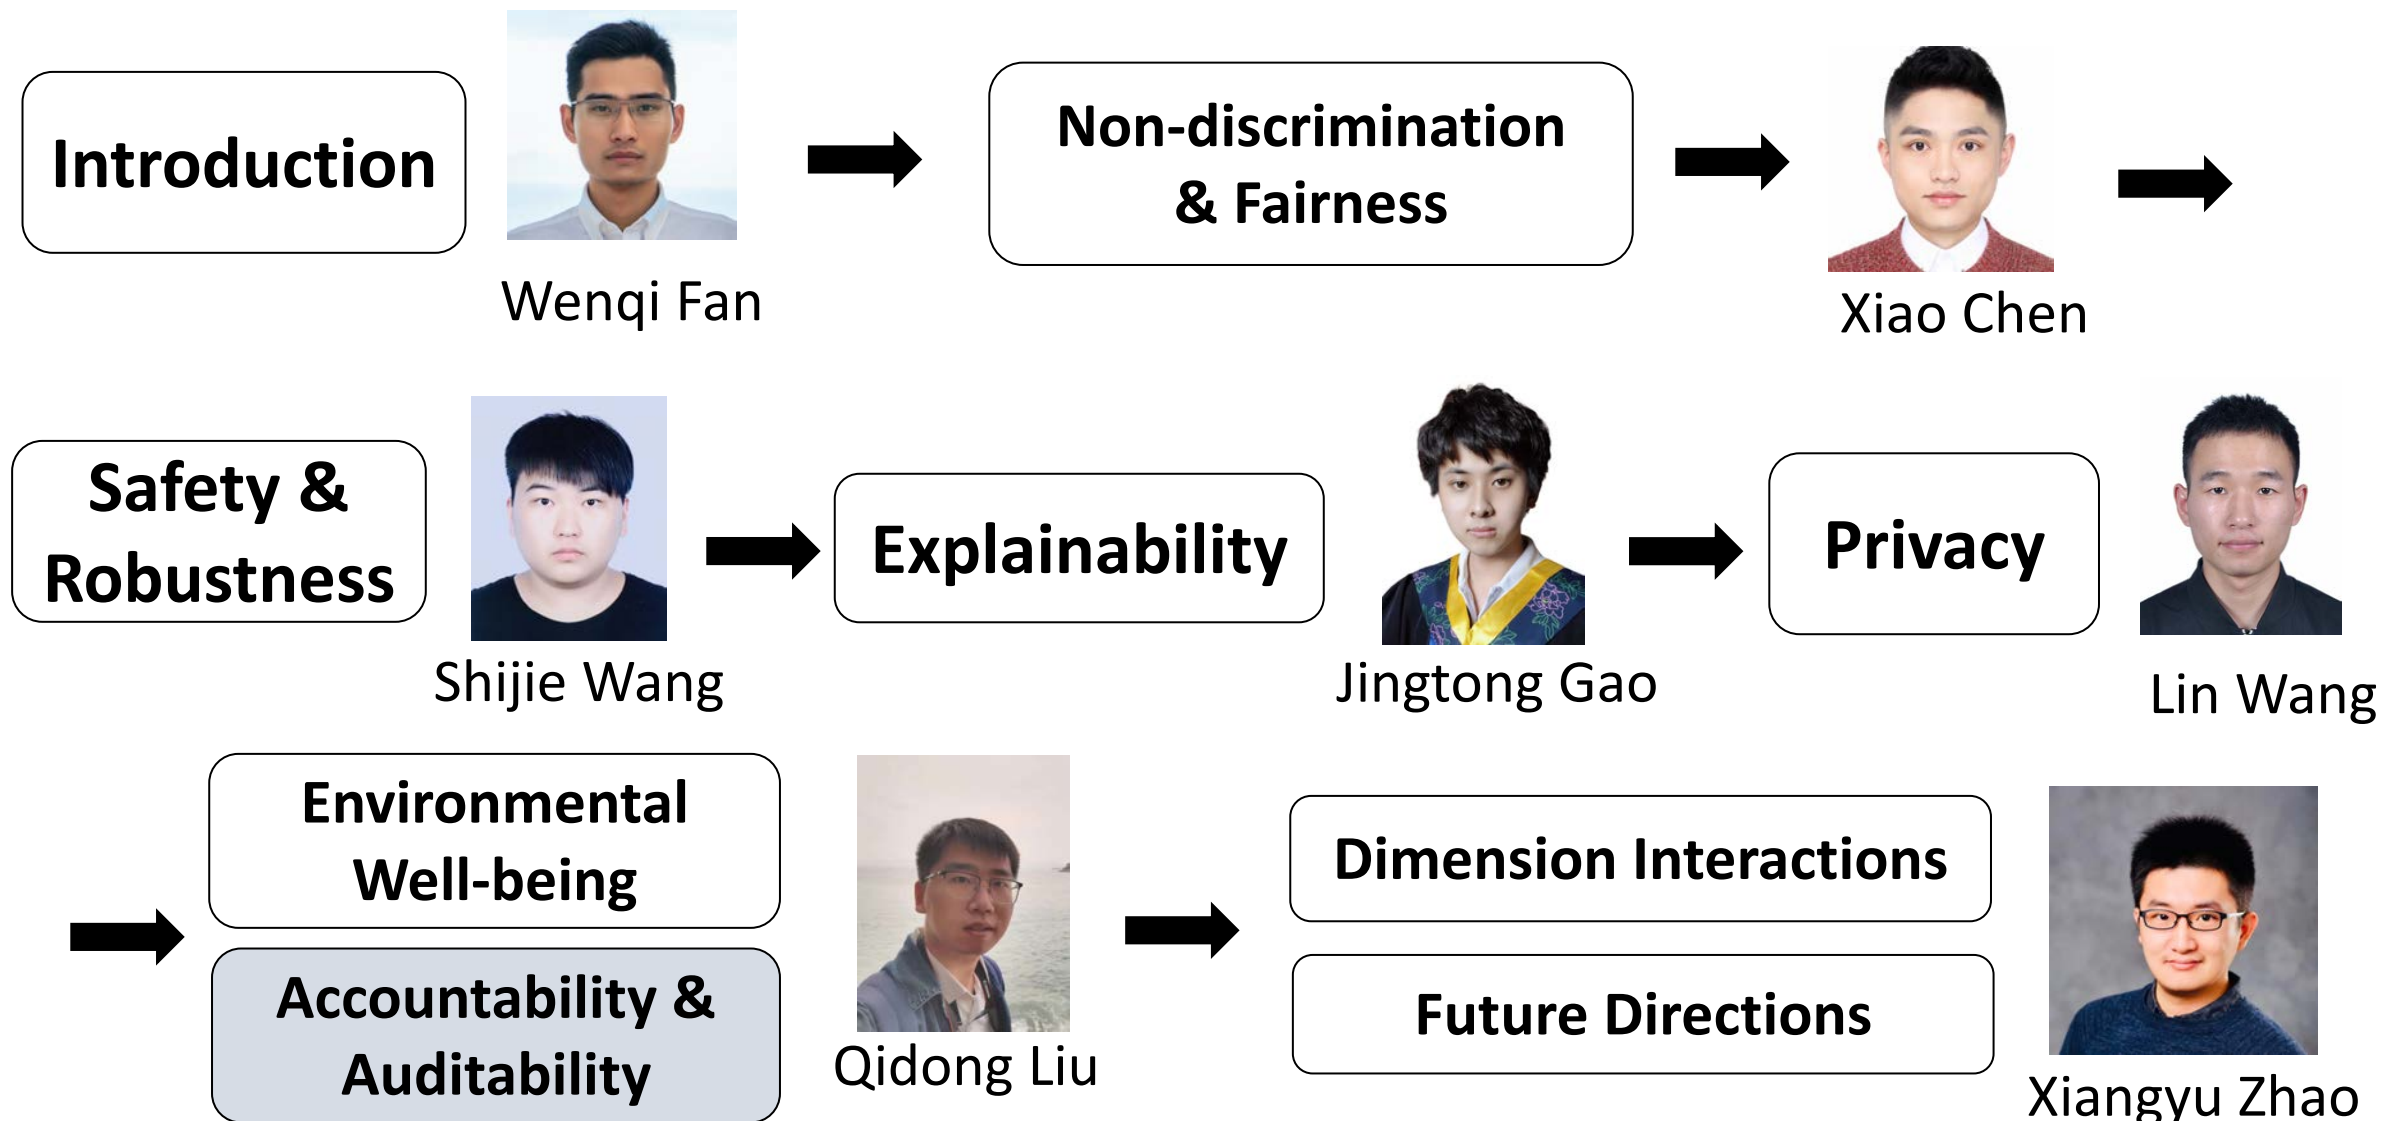 Introduction
Wenqi Fan
Non-discrimination
& Fairness
Xiao Chen
Safety &
Robustness
Shijie Wang
Explainability
Jingtong Gao
Privacy
Lin Wang
Environmental
Well-being
Accountability &
Auditability
Qidong Liu
Dimension Interactions
Future Directions
Xiangyu Zhao